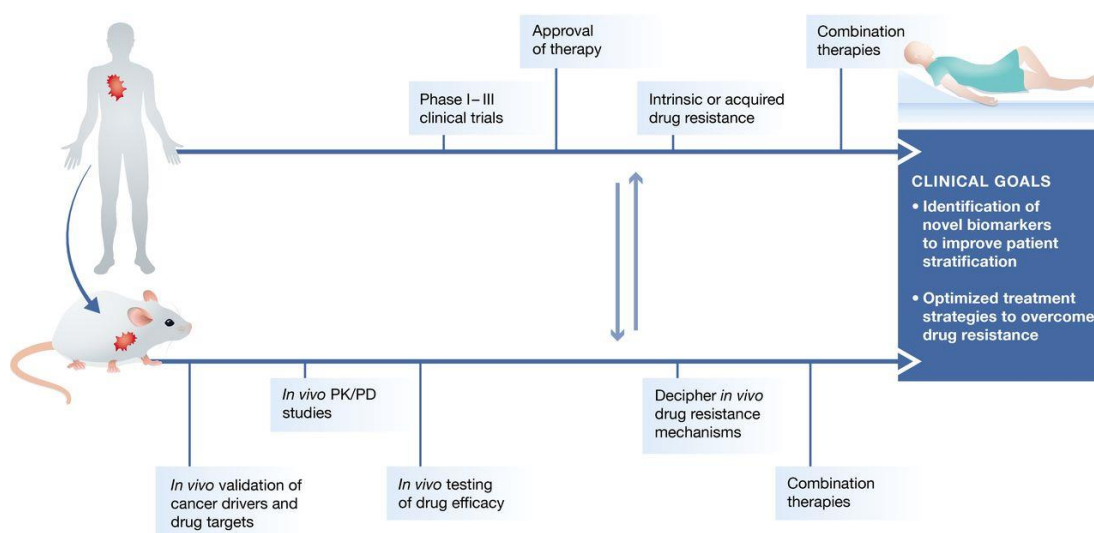 Approval
of therapy
Combination
therapies
Phase I–III
clinical trials
Intrinsic or acquired
drug resistance
CLINICAL GOALS
• Identification of
novel biomarkers
to improve patient
stratification
• Optimized treatment
strategies to overcome
drug resistance
In vivo PK/PD
studies
Decipher in vivo
drug resistance
mechanisms
In vivo validation of
cancer drivers and
drug targets
In vivo testing
of drug efficacy
Combination
therapies